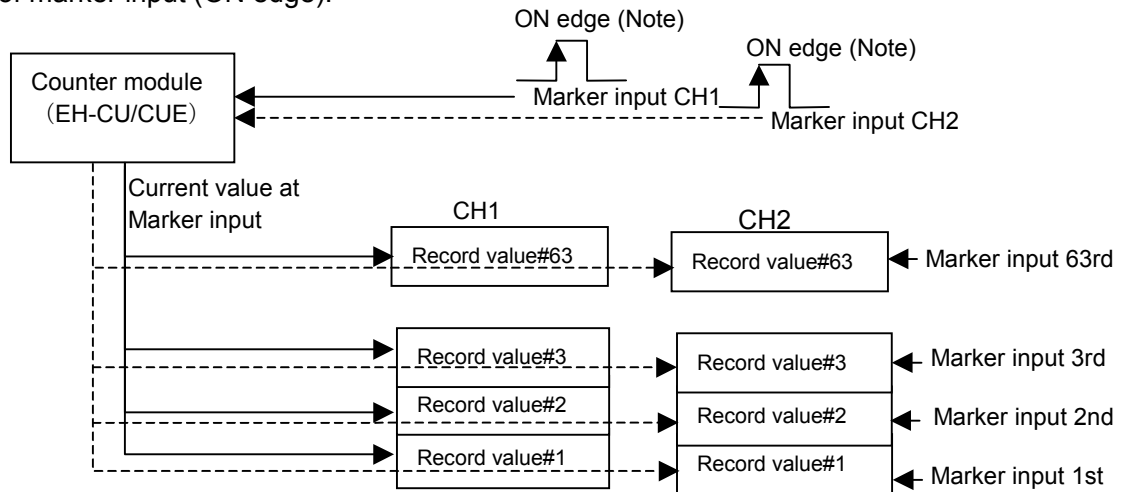 of marker input (ON edge).
ON edge (Note)
ON edge (Note)
Counter module
（EH-CU/CUE）
Marker input CH1
Marker input CH2
Current value at
Marker input
CH1
CH2
Record value#63
Record value#63
Marker input 63rd
Record value#3
Record value#3
Marker input 3rd
Record value#2
Record value#2
Marker input 2nd
Record value#1
Record value#1
Marker input 1st